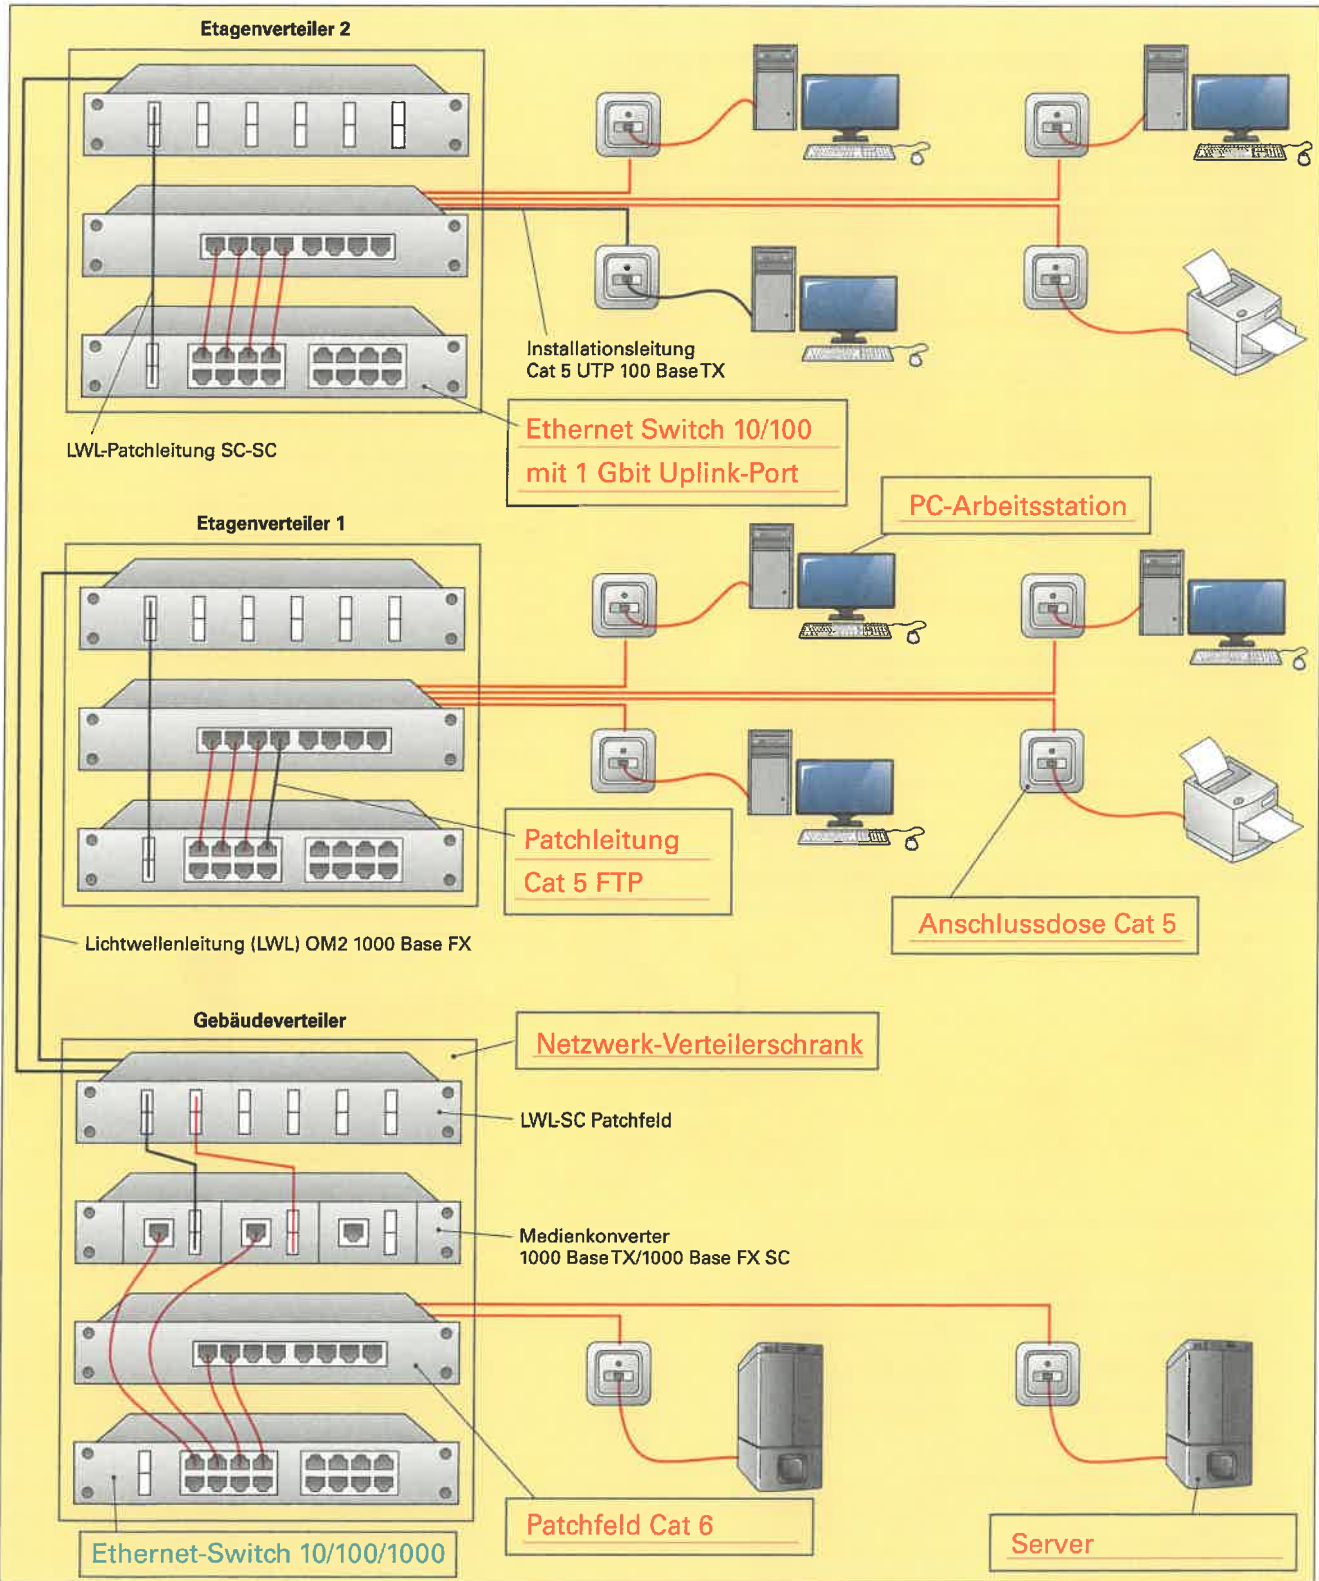 Etagenverteiler 2
Installationsleitung
Cat 5 UTP 100 Base TX
LWL-Patchleitung SC-SC
Ethernet Switch 10/100
mit 1 Gbit Uplink-Port
PC-Arbeitsstation
Etagenverteiler 1
Patchleitung
Cat 5 FTP
Anschlussdose Cat 5
Lichtwellenleitung (LWL) OM2 1000 Base FX
Gebäudeverteiler
Netzwerk-Verteilerschrank
LWL-SC Patchfeld
Medienkonverter
1000 Base TX/1000 Base FX SC
Patchfeld Cat 6
Server
Ethernet-Switch 10/100/1000